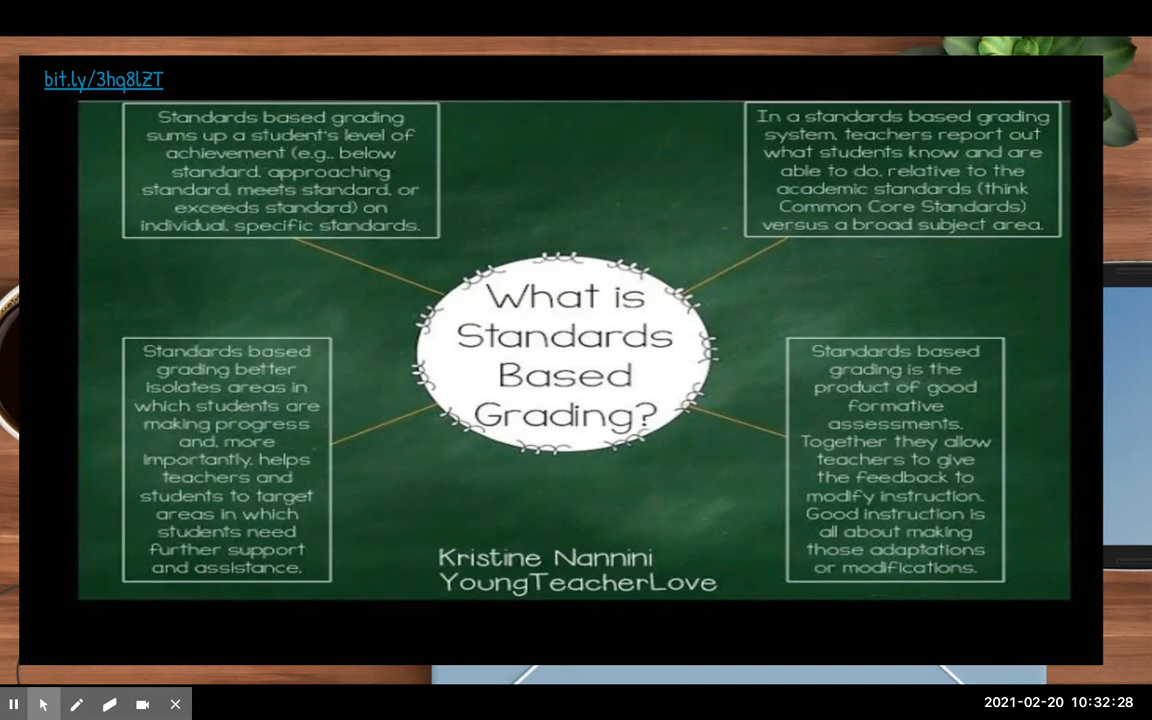 bit.ly/3hq8lZT
Standards based grading
sums up a student's level of
achievement (e.g., below
standard, approaching
standard, meets standard, or
exceeds standard) on
individual, specific standards.
In a standards based grading
system, teachers report out
what students know and are
able to do, relative to the
academic standards (think
Common Core Standards)
versus a broad subject area.
What is
Standards
Based
Grading?
Standards based
grading better
isolates areas in
which students are
making progress
and, more
importantly, helps
teachers and
students to target
areas in which
students need
further support
and assistance.
Standards based
grading is the
product of good
formative
assessments.
Together they allow
teachers to give
the feedback to
modify instruction.
Good instruction is
all about making
those adaptations
or modifications.
Kristine Nannini
YoungTeacherLove
2021-02-20 10:32:28